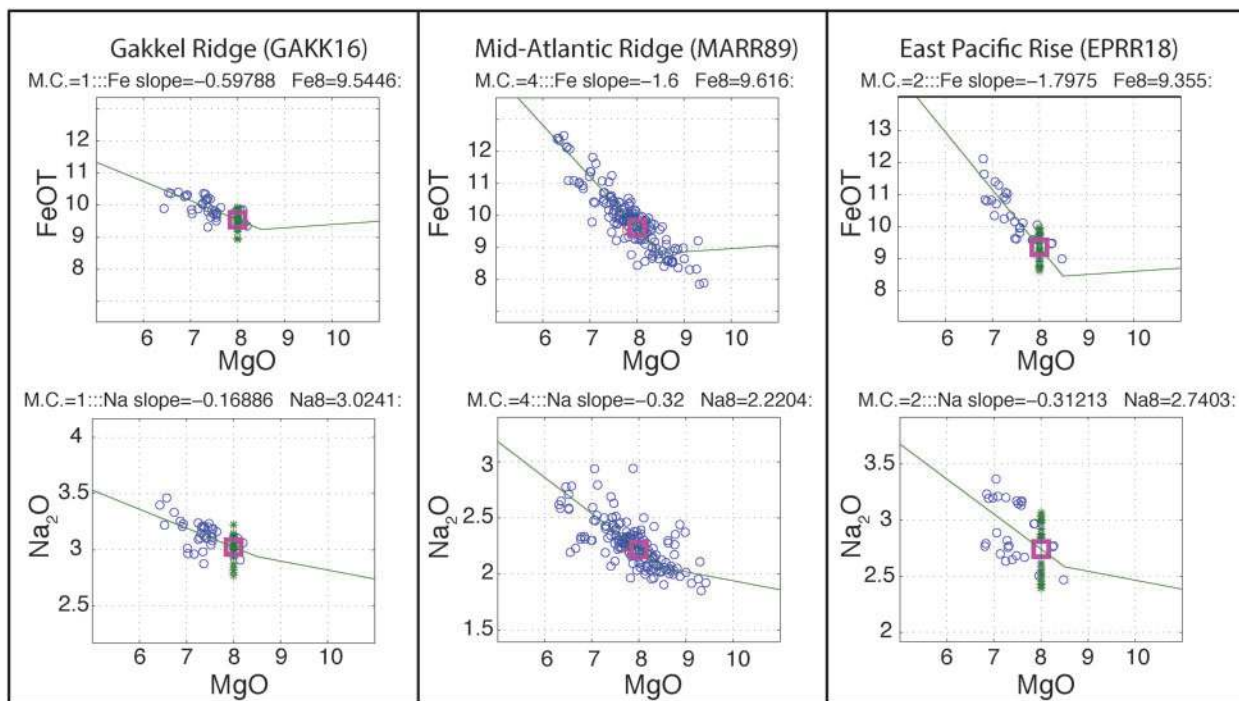 Gakkel Ridge (GAKK16)
M.C.=1:::Fe slope=−0.59788 Fe8=9.5446:
FeOT
12
11
10
9
8
6 7 8 9 10
MgO
M.C.=1:::Na slope=−0.16886 Na8=3.0241:
Na2O
4
3.5
3
2.5
6 7 8 9 10
MgO
Mid-Atlantic Ridge (MARR89)
M.C.=4:::Fe slope=−1.6 Fe8=9.616:
FeOT
12
11
10
9
8
6 7 8 9 10
MgO
M.C.=4:::Na slope=−0.32 Na8=2.2204:
Na2O
3
2.5
2
1.5
6 7 8 9 10
MgO
East Pacific Rise (EPRR18)
M.C.=2:::Fe slope=−1.7975 Fe8=9.355:
FeOT
13
12
11
10
9
8
6 7 8 9 10
MgO
M.C.=2:::Na slope=−0.31213 Na8=2.7403:
Na2O
3.5
3
2.5
2
6 7 8 9 10
MgO